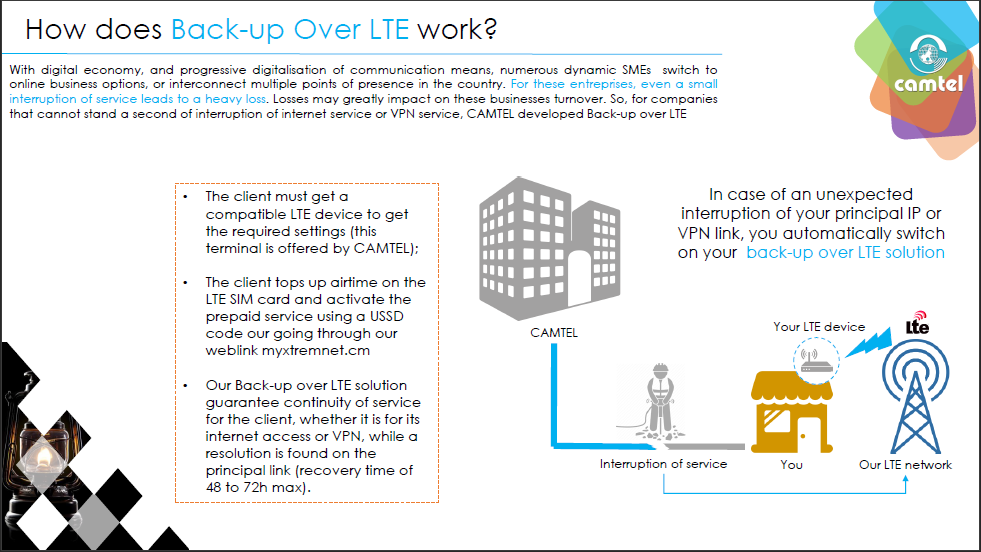 How does Back-up Over LTE work?
With digital economy, and progressive digitalisation of communication means, numerous dynamic SMEs switch to
online business options, or interconnect multiple points of presence in the country. For these entreprises, even a small
interruption of service leads to a heavy loss. Losses may greatly impact on these businesses turnover. So, for companies
that cannot stand a second of interruption of internet service or VPN service, CAMTEL developed Back-up over LTE
camtel
• The client must get a
compatible LTE device to get
the required settings (this
terminal is offered by CAMTEL);
• The client tops up airtime on the
LTE SIM card and activate the
prepaid service using a USSD
code our going through our
weblink myxtremnet.cm
• Our Back-up over LTE solution
guarantee continuity of service
for the client, whether it is for its
internet access or VPN, while a
resolution is found on the
principal link (recovery time of
48 to 72h max).
In case of an unexpected
interruption of your principal IP or
VPN link, you automatically switch
on your back-up over LTE solution
CAMTEL
Your LTE device
Lte
Interruption of service
You
Our LTE network